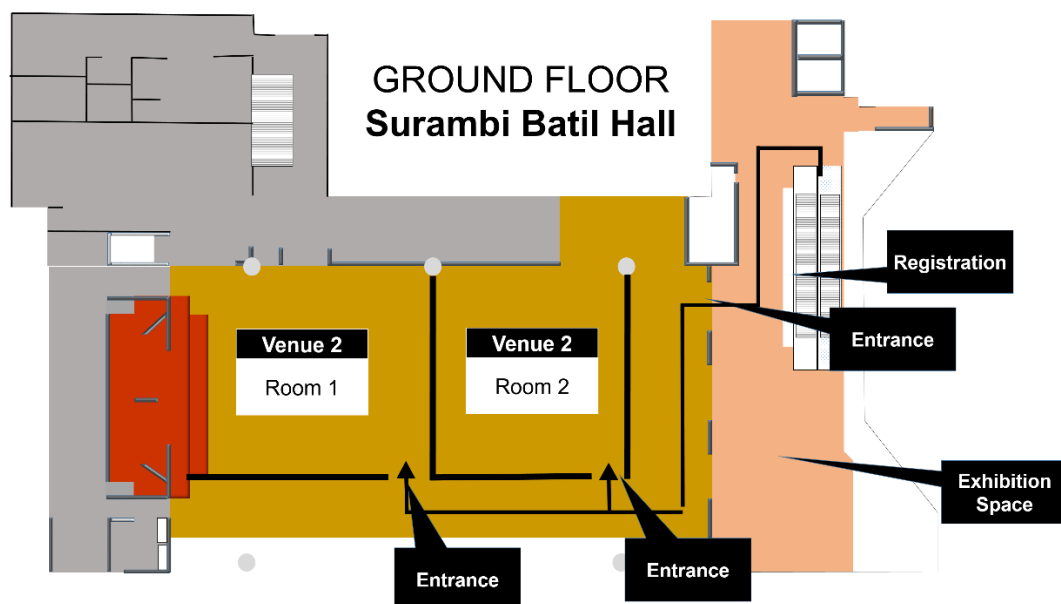 GROUND FLOOR
Surambi Batil Hall
Registration
Entrance
Venue 2
Room 1
Venue 2
Room 2
Exhibition
Space
Entrance
Entrance